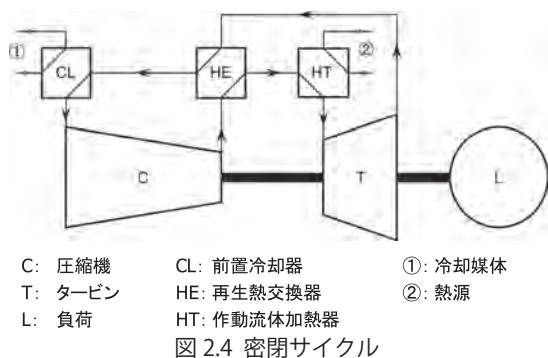 ① CL HE HT ②
C T L
C: 圧縮機 CL: 前置冷却器 ①: 冷却媒体
T: タービン HE: 再生熱交換器 ②: 熱源
L: 負荷 HT: 作動流体加熱器
図 2.4 密閉サイクル